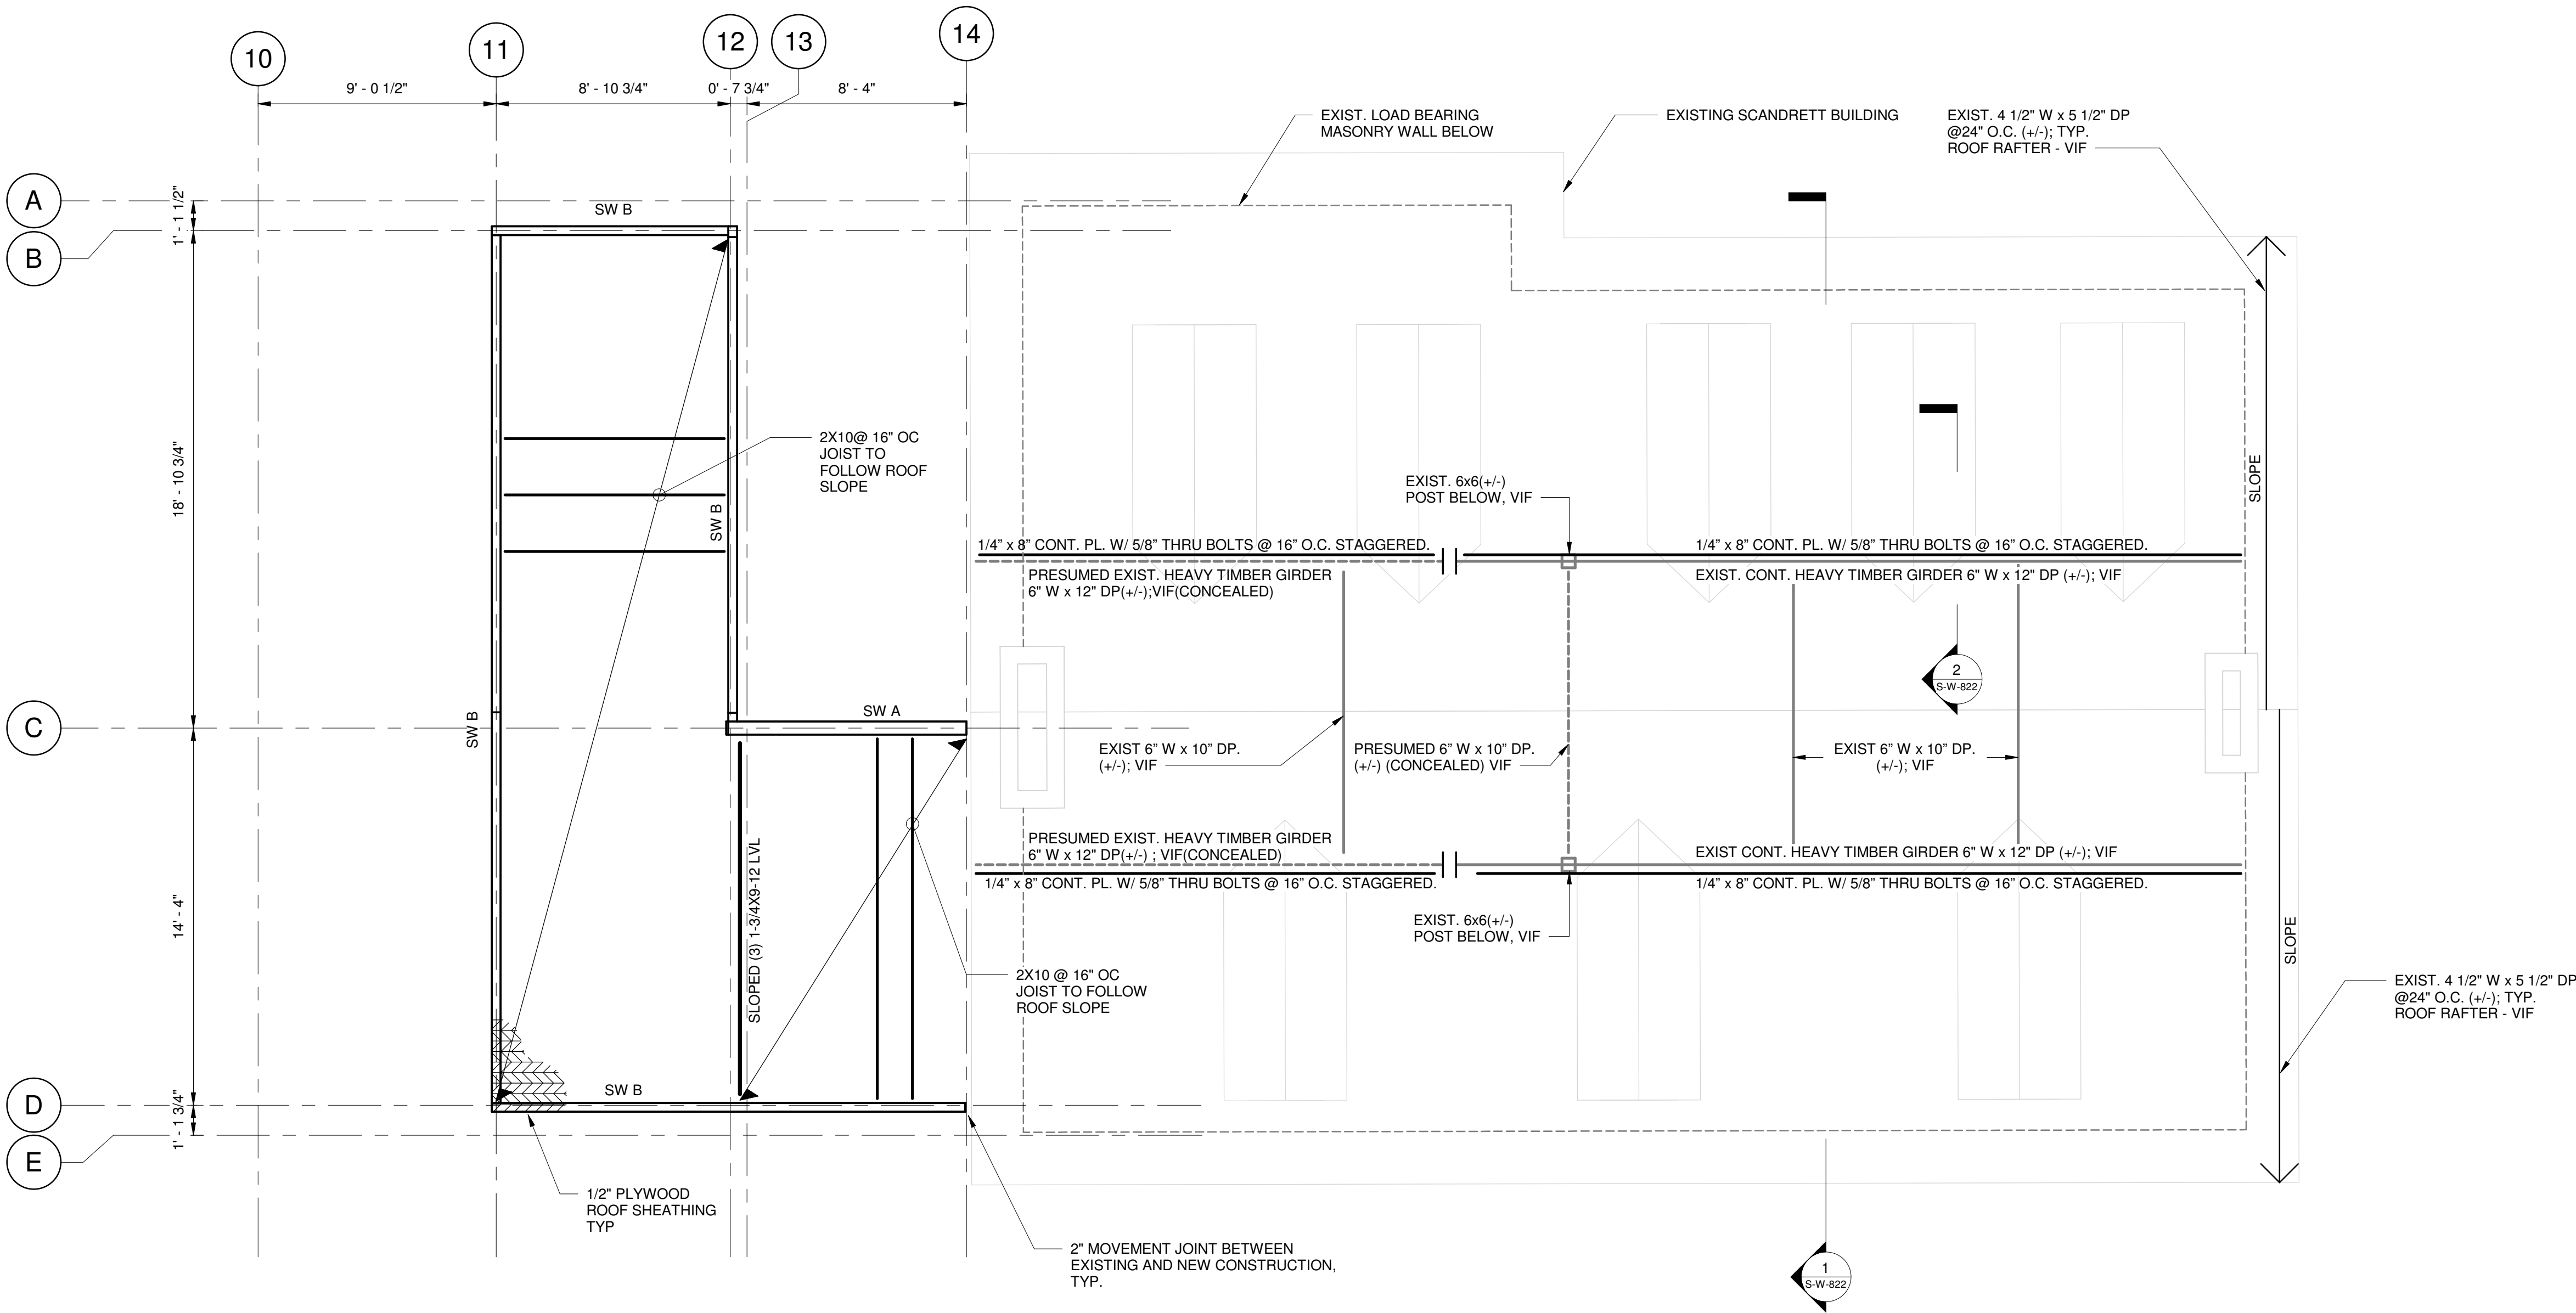 10
11
12
13
14
9' - 0 1/2"
8' - 10 3/4"
0' - 7 3/4"
8' - 4"
EXIST. LOAD BEARING
MASONRY WALL BELOW
EXISTING SCANDRETT BUILDING
EXIST. 4 1/2" W x 5 1/2" DP
@24" O.C. (+/-); TYP.
ROOF RAFTER - VIF
A
B
1' - 1 1/2"
SW B
18' - 10 3/4"
2X10@ 16" OC
JOIST TO
FOLLOW ROOF
SLOPE
SW B
EXIST. 6x6(+/-)
POST BELOW, VIF
SLOPE
1/4” x 8” CONT. PL. W/ 5/8” THRU BOLTS @ 16” O.C. STAGGERED.
1/4” x 8” CONT. PL. W/ 5/8” THRU BOLTS @ 16” O.C. STAGGERED.
PRESUMED EXIST. HEAVY TIMBER GIRDER
6" W x 12" DP(+/-);VIF(CONCEALED)
EXIST. CONT. HEAVY TIMBER GIRDER 6" W x 12" DP (+/-); VIF
2
S-W-822
C
SW B
SW A
EXIST 6” W x 10” DP.
(+/-); VIF
PRESUMED 6” W x 10” DP.
(+/-) (CONCEALED) VIF
EXIST 6” W x 10” DP.
(+/-); VIF
14' - 4"
SLOPED (3) 1-3/4X9-12 LVL
PRESUMED EXIST. HEAVY TIMBER GIRDER
6" W x 12" DP(+/-) ; VIF(CONCEALED)
EXIST CONT. HEAVY TIMBER GIRDER 6" W x 12" DP (+/-); VIF
1/4” x 8” CONT. PL. W/ 5/8” THRU BOLTS @ 16” O.C. STAGGERED.
1/4” x 8” CONT. PL. W/ 5/8” THRU BOLTS @ 16” O.C. STAGGERED.
EXIST. 6x6(+/-)
POST BELOW, VIF
SLOPE
2X10 @ 16" OC
JOIST TO FOLLOW
ROOF SLOPE
EXIST. 4 1/2" W x 5 1/2" DP
@24" O.C. (+/-); TYP.
ROOF RAFTER - VIF
D
E
1' - 1 3/4"
SW B
1/2" PLYWOOD
ROOF SHEATHING
TYP
2" MOVEMENT JOINT BETWEEN
EXISTING AND NEW CONSTRUCTION,
TYP.
1
S-W-822